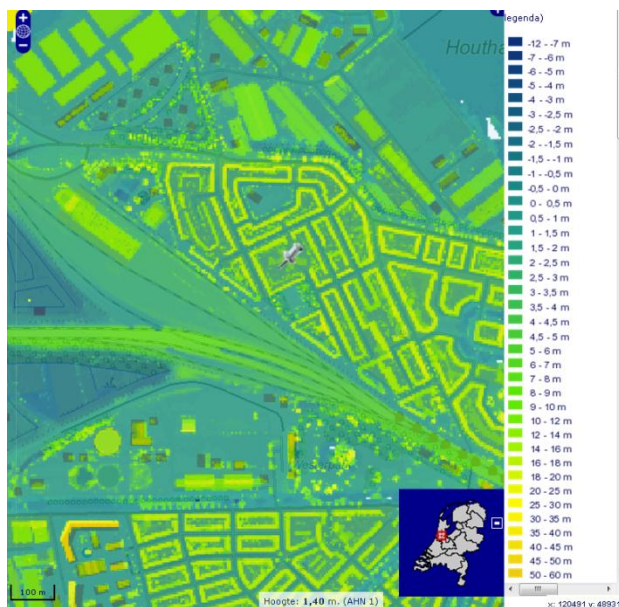 legenda)
Houtha
-12 - -7 m
-7 - -6 m
-6 - -5 m
-5 - -4 m
-4 - -3 m
-3 - -2,5 m
-2,5 - -2 m
-2 - -1,5 m
-1,5 - -1 m
-1 - -0,5 m
-0,5 - 0 m
0 - 0,5 m
0,5 - 1 m
1 - 1,5 m
1,5 - 2 m
2 - 2,5 m
2,5 - 3 m
3 - 3,5 m
3,5 - 4 m
4 - 4,5 m
4,5 - 5 m
5 - 6 m
6 - 7 m
7 - 8 m
8 - 9 m
9 - 10 m
10 - 12 m
12 - 14 m
14 - 16 m
16 - 18 m
18 - 20 m
20 - 25 m
25 - 30 m
30 - 35 m
35 - 40 m
40 - 45 m
45 - 50 m
50 - 60 m
100 m
Hoogte: 1,40 m. (AHN 1)
x: 120491 y: 48931